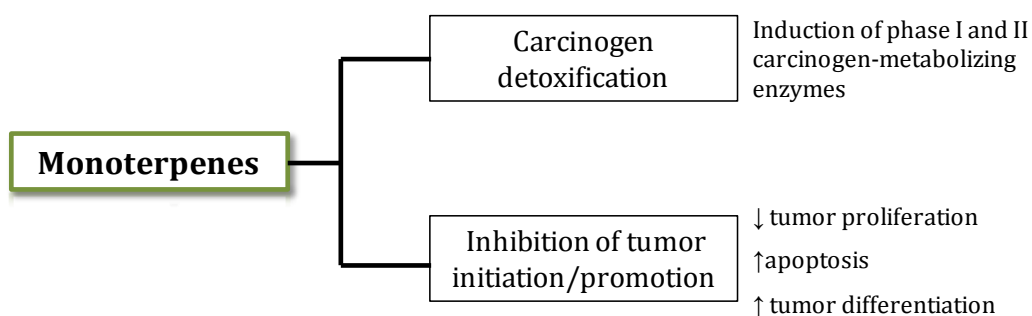 Monoterpenes
Carcinogen
detoxification
Induction of phase I and II
carcinogen-metabolizing
enzymes
Inhibition of tumor
initiation/promotion
↓ tumor proliferation
↑apoptosis
↑ tumor differentiation